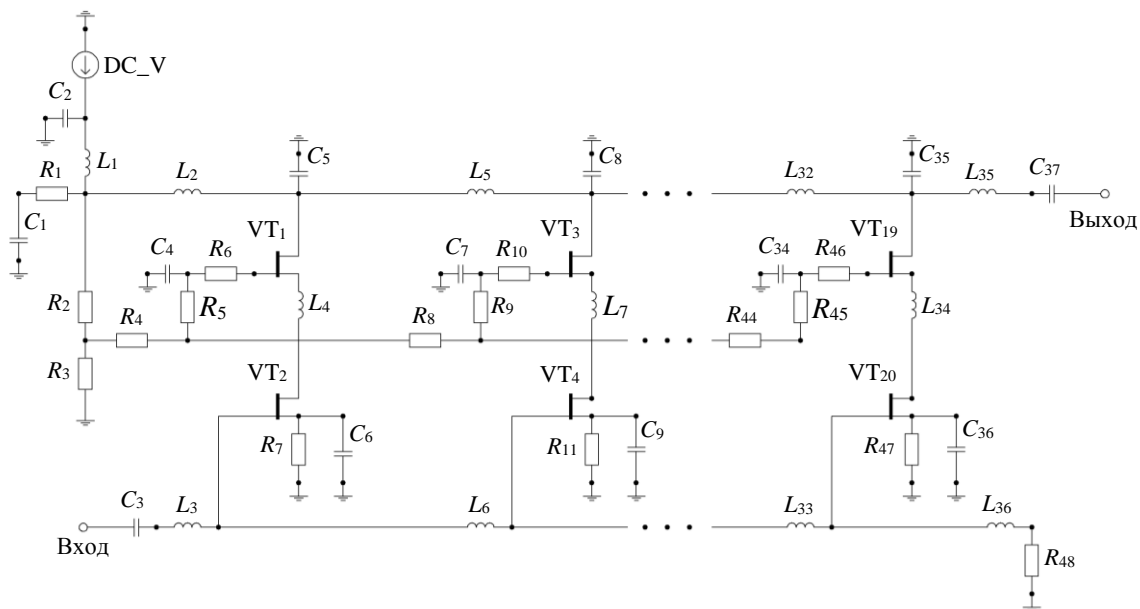 DC_V
C2
L1
R1
C1
L2
C5
L5
C8
L32
C35
L35
C37
Выход
VT1
VT3
VT19
C4
R6
C7
R10
C34
R46
R2
R5
L4
R9
L7
R45
L34
R4
R8
R44
R3
VT2
VT4
VT20
R7
C6
R11
C9
R47
C36
C3
L3
L6
L33
L36
Вход
R48